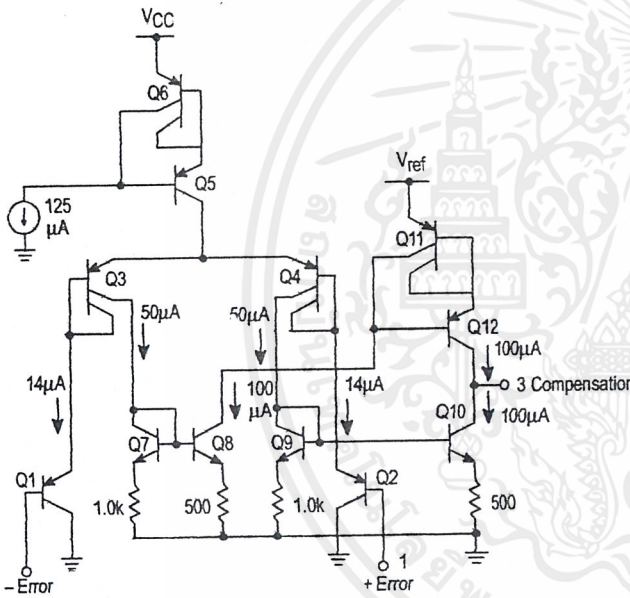 VCC
Q6
Q5
125
μA
Vref
Q11
Q3
Q4
Q12
50μA
50μA
100μA
3 Compensation
100μA
14μA
100
μA
14μA
Q10
Q7
Q8
Q9
Q1
Q2
1.0k
500
1.0k
500
– Error
1
+ Error